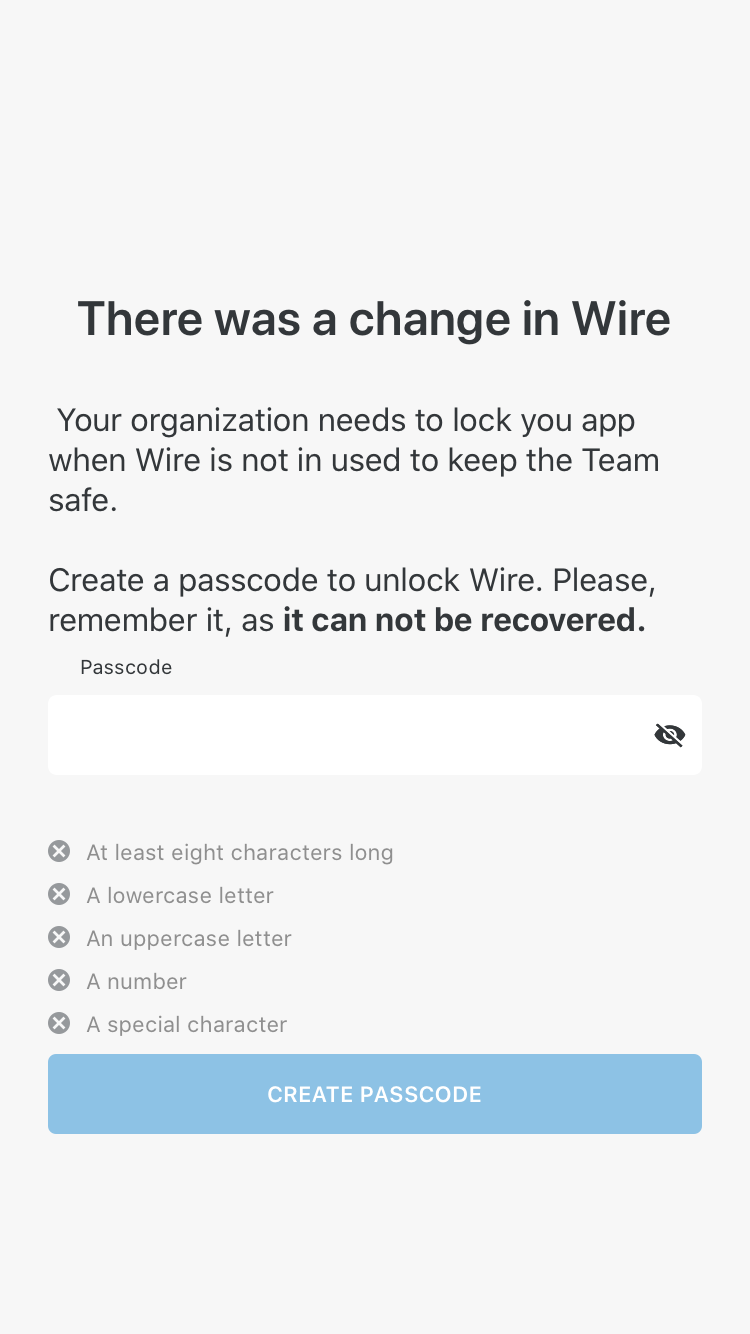 There was a change in Wire
Your organization needs to lock you app
when Wire is not in used to keep the Team
safe.
Create a passcode to unlock Wire. Please,
remember it, as it can not be recovered.
Passcode
At least eight characters long
A lowercase letter
An uppercase letter
A number
A special character
CREATE PASSCODE